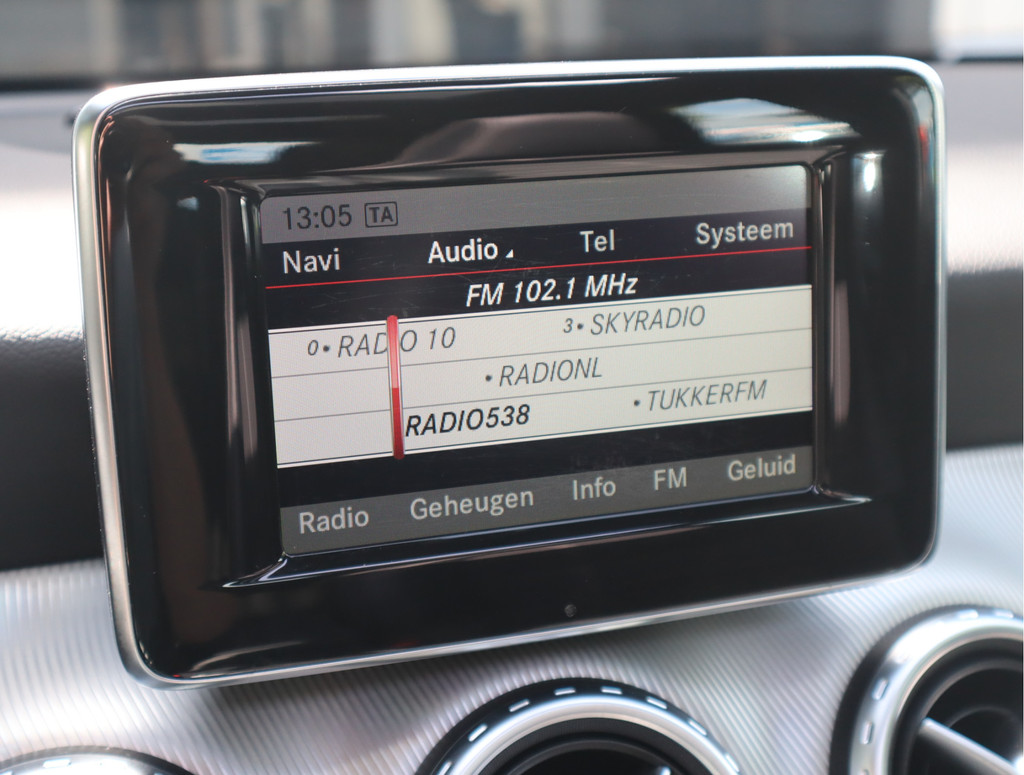 13:05 TA
Navi Audio Tel Systeem
FM 102.1 MHz
0• RADIO 10 3• SKYRADIO
• RADIONL
RADIO538 • TUKKERFM
Radio Geheugen Info FM Geluid